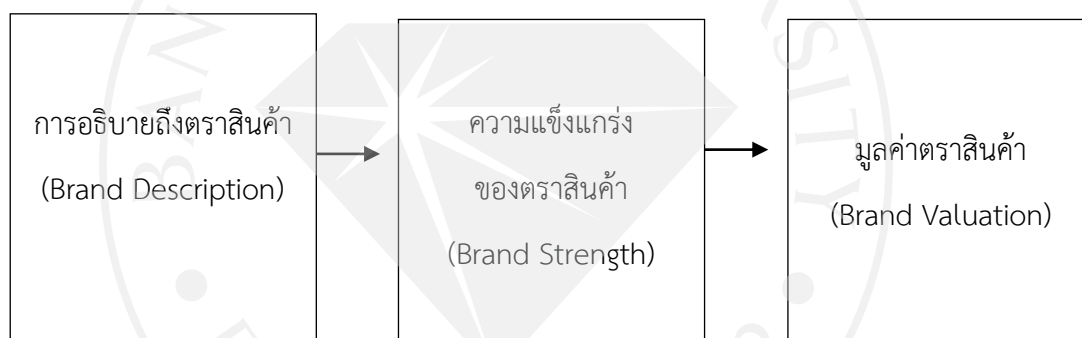 การอธิบายถึงตราสินค้า
(Brand Description)
ความแข็งแกร่ง
ของตราสินค้า
(Brand Strength)
มูลค่าตราสินค้า
(Brand Valuation)